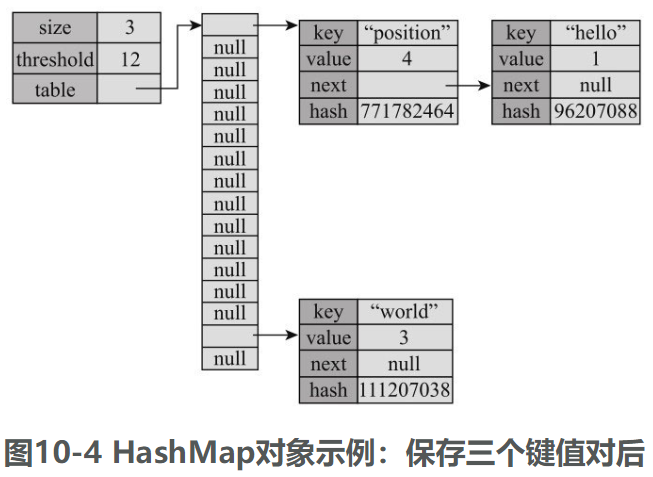 size 3
threshold 12
table
null
null
null
null
null
null
null
null
null
null
null
null
null
null
key “position”
value 4
next
hash 771782464
key “hello”
value 1
next null
hash 96207088
key “world”
value 3
next null
hash 111207038
图10-4 HashMap对象示例：保存三个键值对后